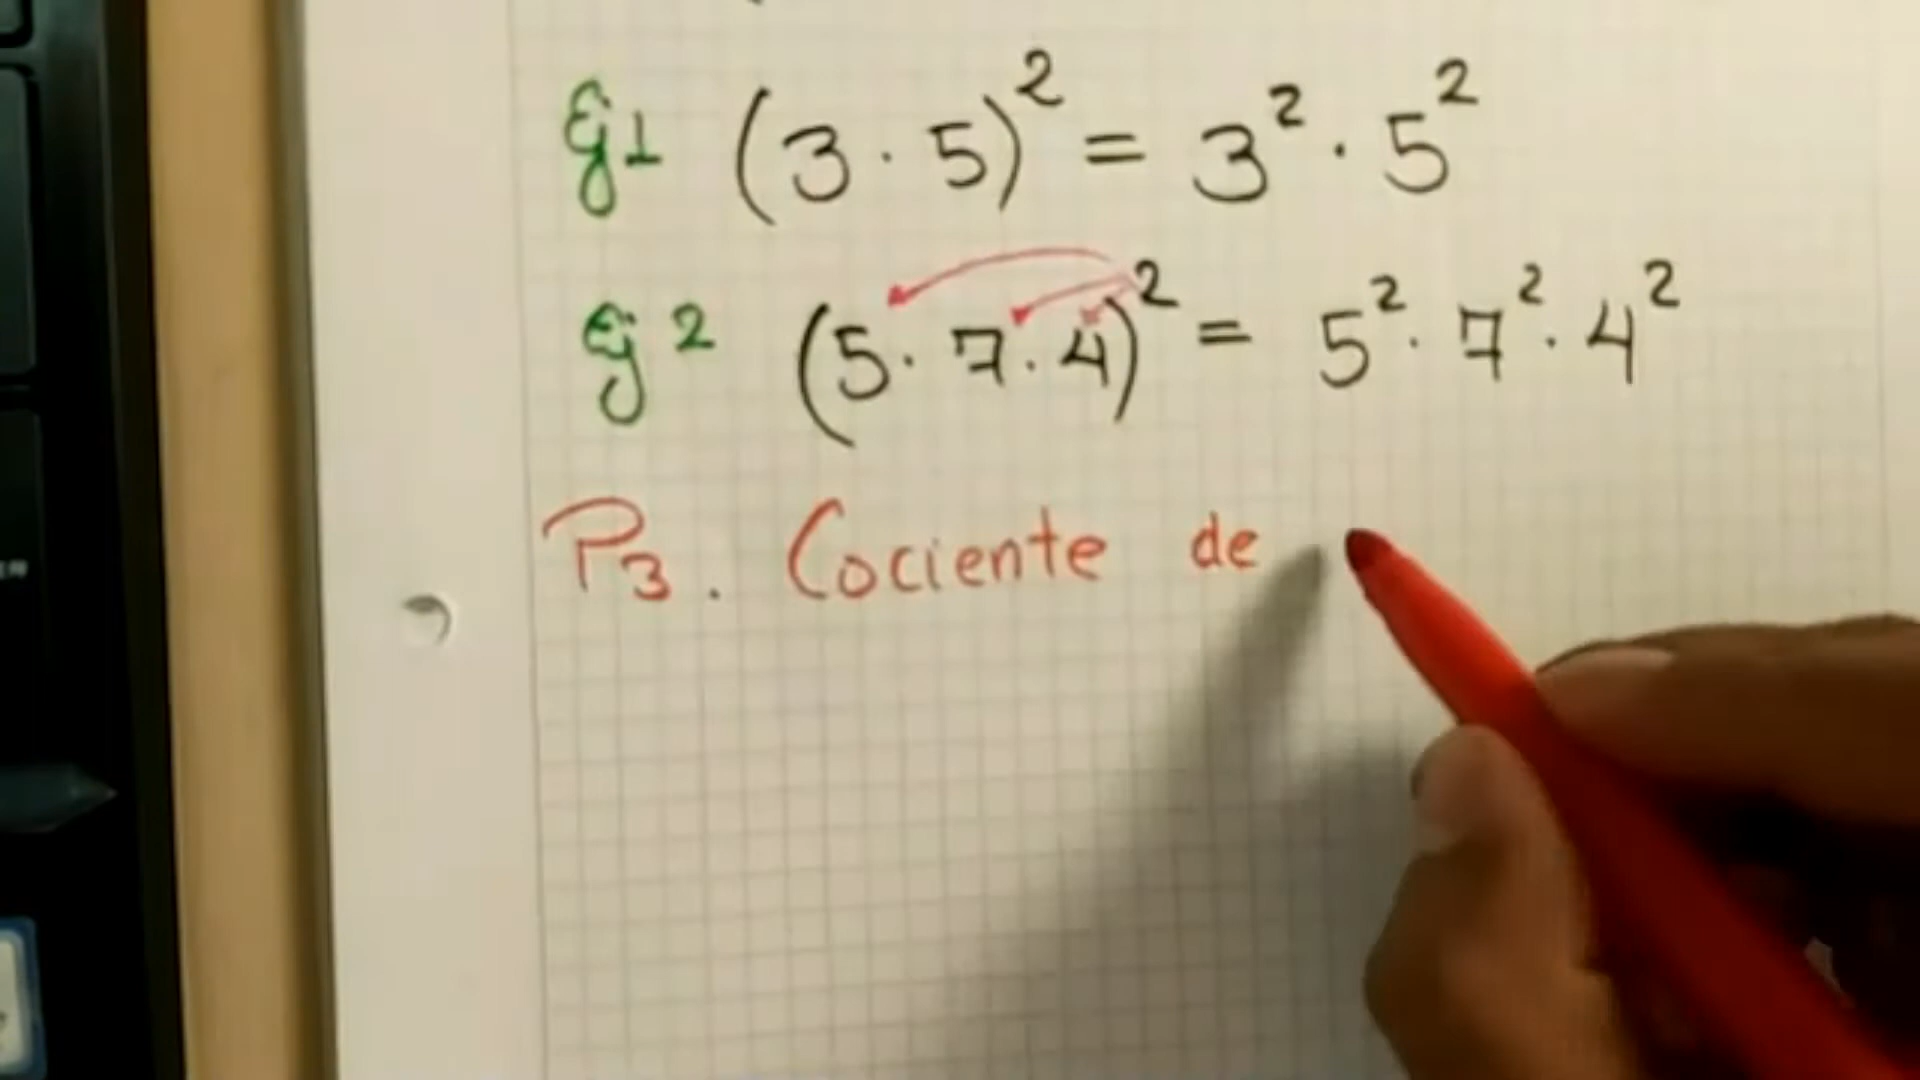 Ej 1 (3 · 5)² = 3² · 5²
Ej 2 (5 · 7 · 4)² = 5² · 7² · 4²
P3. Cociente de